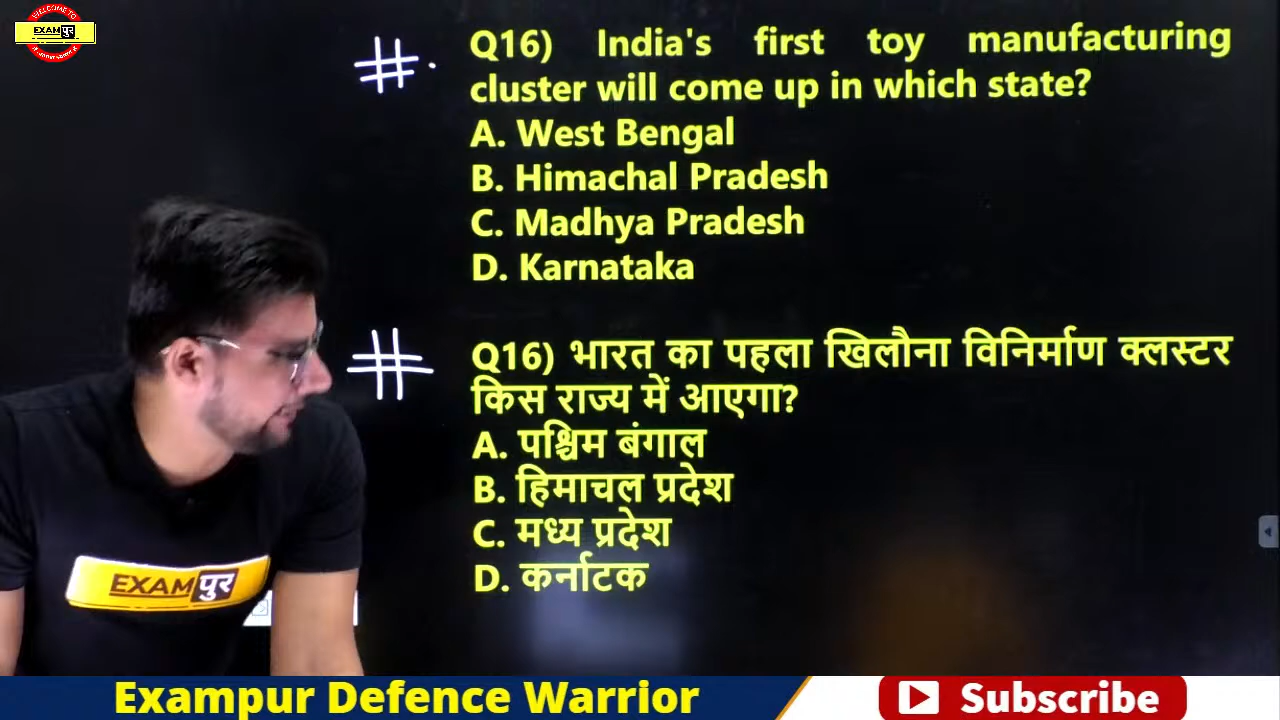 WELCOME TO
EXAMपुर
Q16) India's first toy manufacturing
cluster will come up in which state?
A. West Bengal
B. Himachal Pradesh
C. Madhya Pradesh
D. Karnataka
Q16) भारत का पहला खिलौना विनिर्माण क्लस्टर
किस राज्य में आएगा?
A. पश्चिम बंगाल
B. हिमाचल प्रदेश
C. मध्य प्रदेश
D. कर्नाटक
EXAMपुर
Exampur Defence Warrior
Subscribe